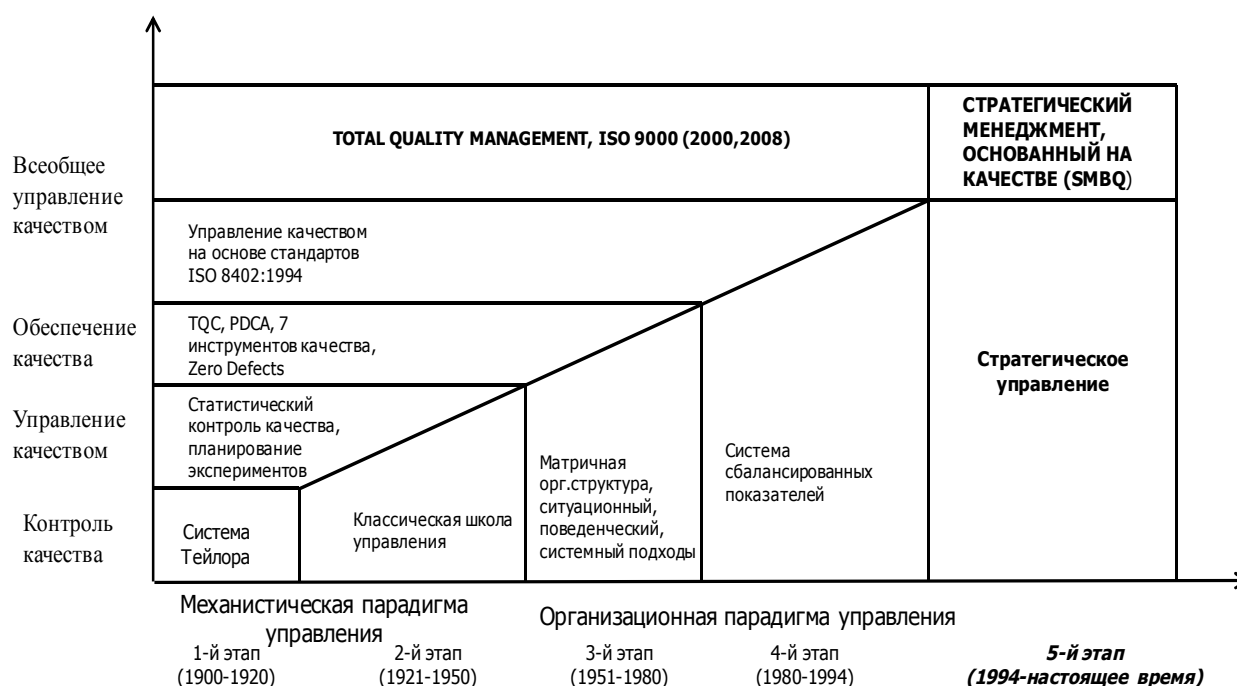 TOTAL QUALITY MANAGEMENT, ISO 9000 (2000,2008)
СТРАТЕГИЧЕСКИЙ
МЕНЕДЖМЕНТ,
ОСНОВАННЫЙ НА
КАЧЕСТВЕ (SMBQ)
Всеобщее
управление
качеством
Управление качеством
на основе стандартов
ISO 8402:1994
Обеспечение
качества
TQC, PDCA, 7
инструментов качества,
Zero Defects
Стратегическое
управление
Управление
качеством
Статистический
контроль качества,
планирование
экспериментов
Контроль
качества
Система
Тейлора
Классическая школа
управления
Матричная
орг.структура,
ситуационный,
поведенческий,
системный подходы
Система
сбалансированных
показателей
Механистическая парадигма
управления
Организационная парадигма управления
1-й этап
(1900-1920)
2-й этап
(1921-1950)
3-й этап
(1951-1980)
4-й этап
(1980-1994)
5-й этап
(1994-настоящее время)